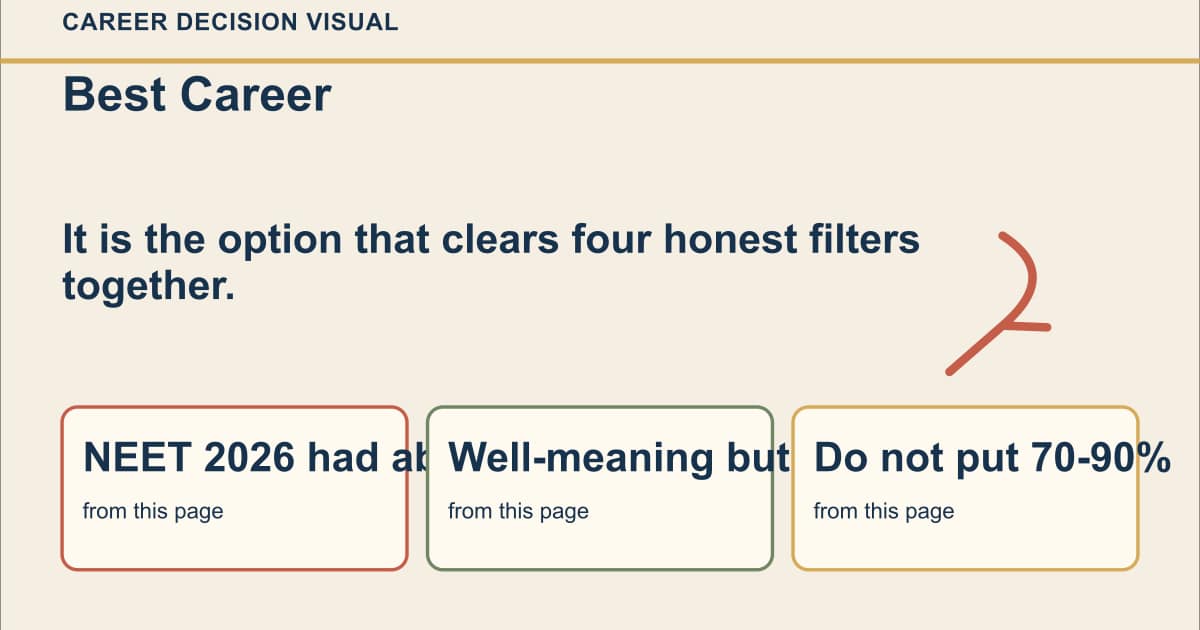 CAREER DECISION VISUAL
Best Career
It is the option that clears four honest filters
together.
NEET 2026 had ab
from this page
Well-meaning but
from this page
Do not put 70-90%
from this page